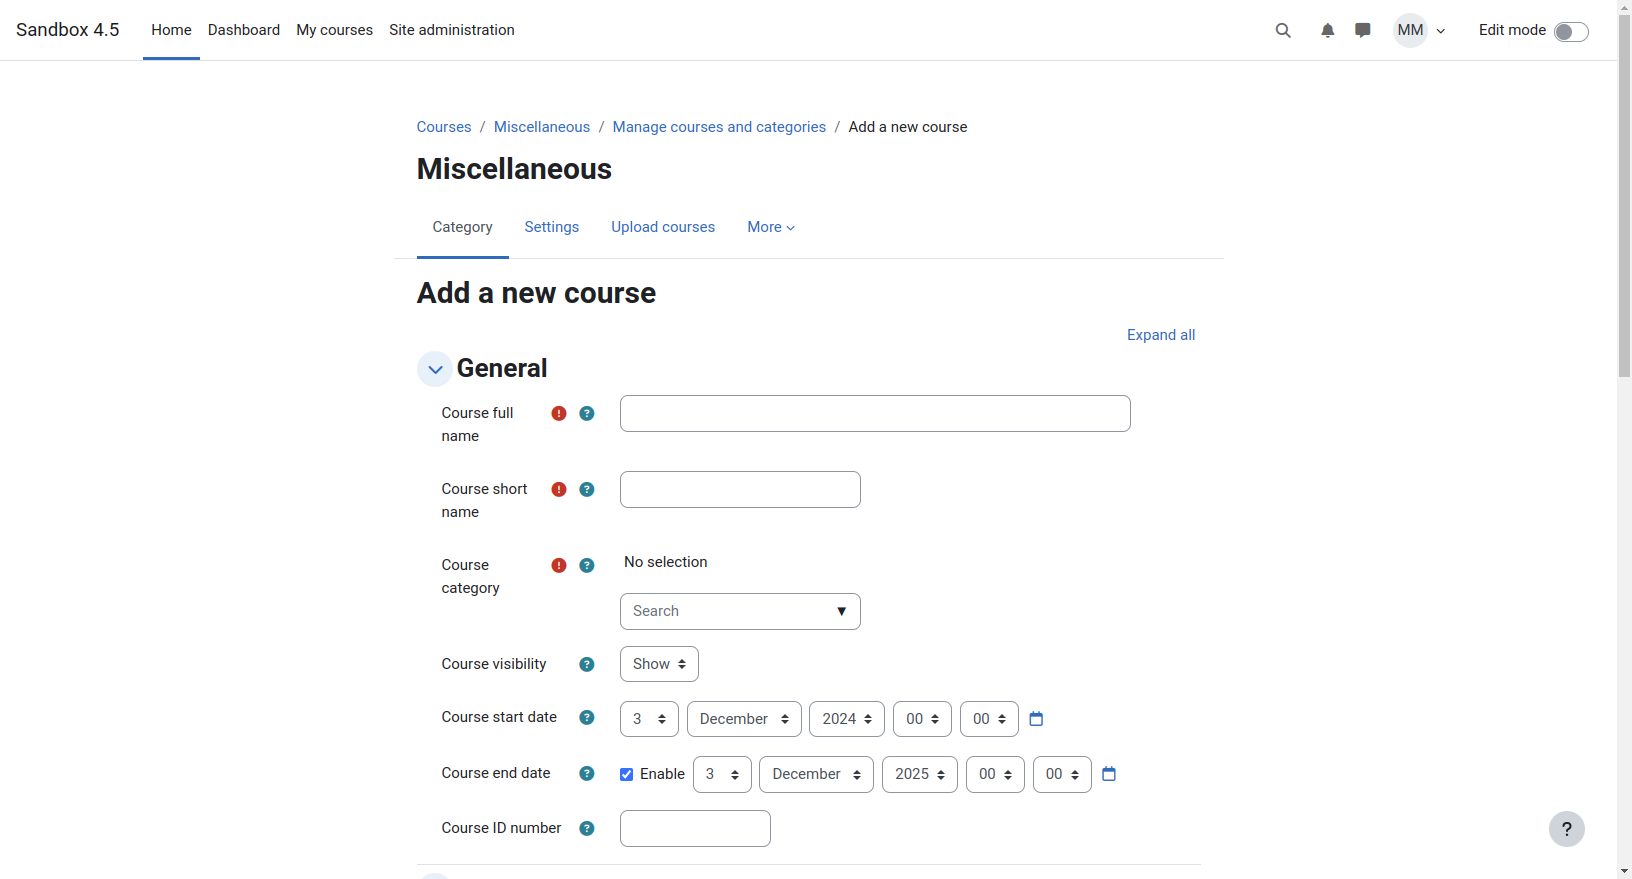 Sandbox 4.5 Home Dashboard My courses Site administration MM Edit mode
Courses / Miscellaneous / Manage courses and categories / Add a new course
Miscellaneous
Category Settings Upload courses More
Add a new course
Expand all
General
Course full
name
Course short
name
Course
category
No selection
Search
Course visibility Show
Course start date 3 December 2024 00 00
Course end date Enable 3 December 2025 00 00
Course ID number
?